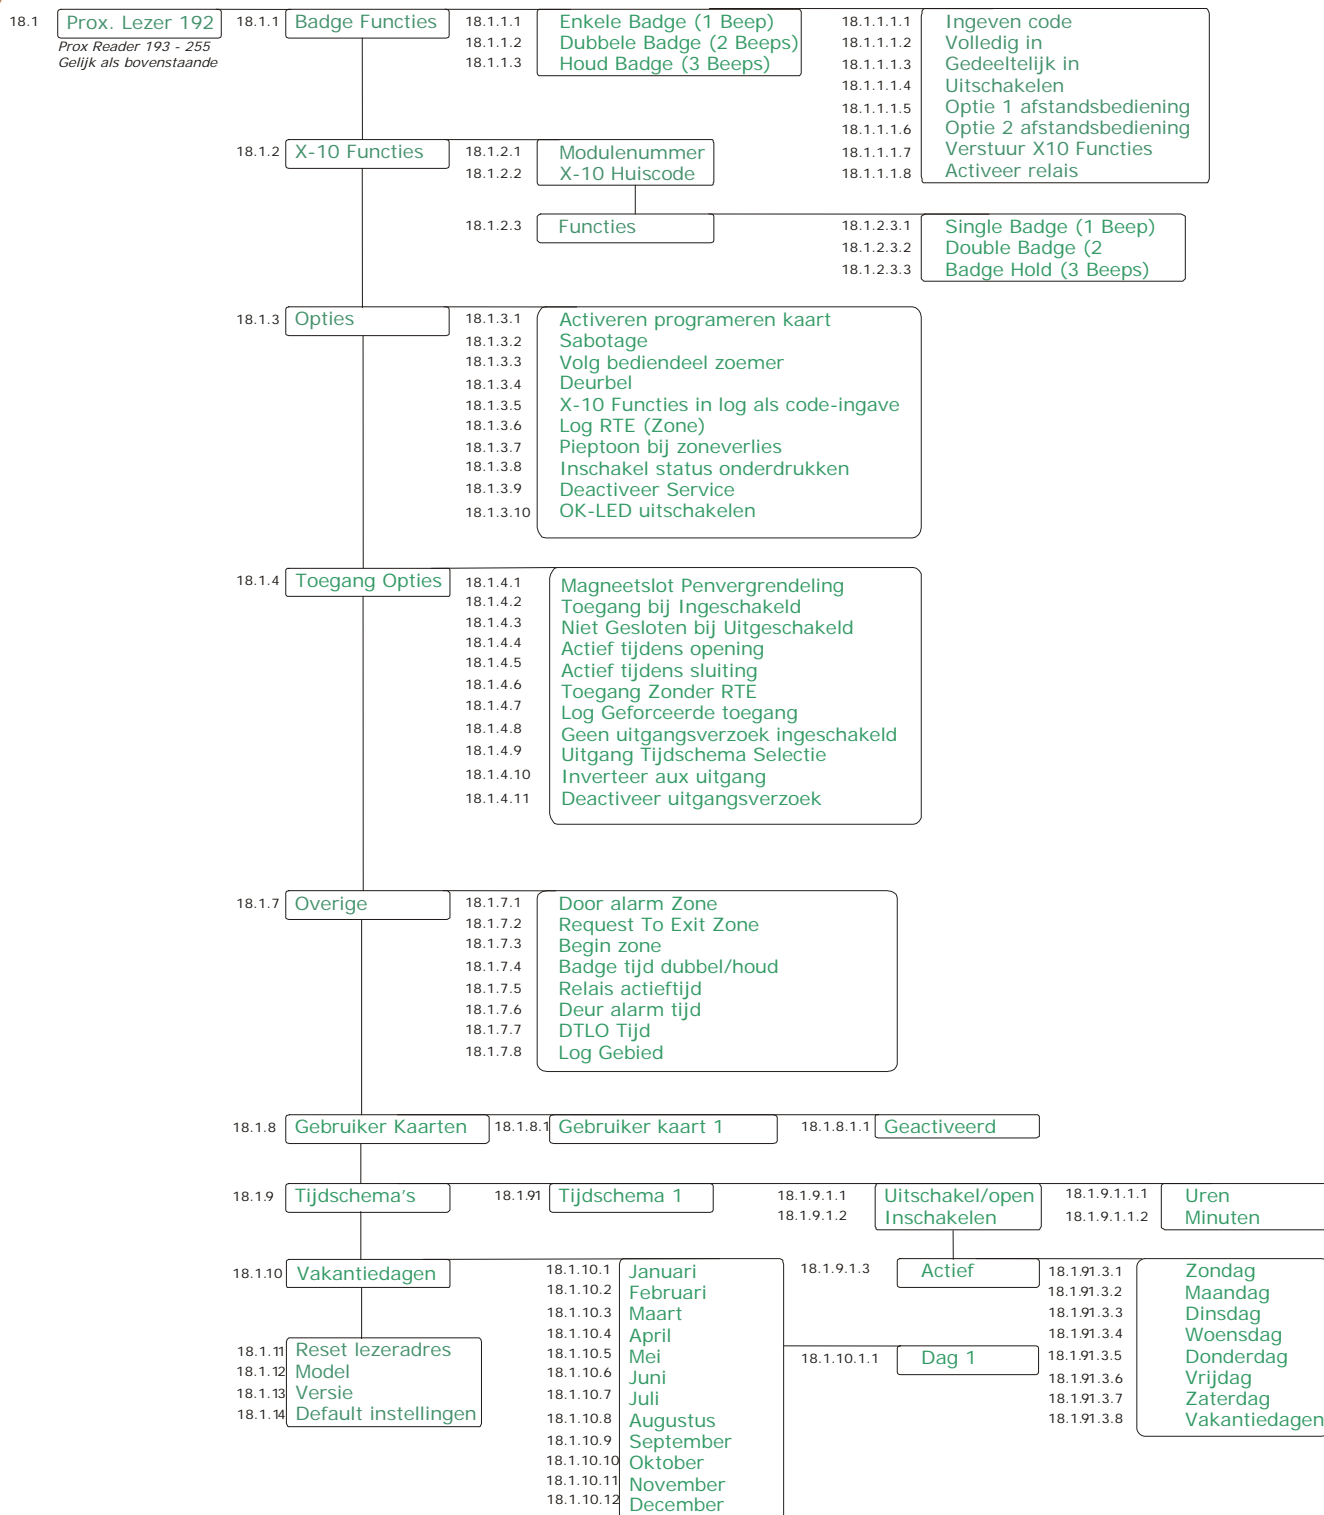 18.1 Prox. Lezer 192
Prox Reader 193 - 255
Gelijk als bovenstaande
18.1.1 Badge Functies
18.1.1.1 Enkele Badge (1 Beep)
18.1.1.2 Dubbele Badge (2 Beeps)
18.1.1.3 Houd Badge (3 Beeps)
18.1.1.1.1 Ingeven code
18.1.1.1.2 Volledig in
18.1.1.1.3 Gedeeltelijk in
18.1.1.1.4 Uitschakelen
18.1.1.1.5 Optie 1 afstandsbediening
18.1.1.1.6 Optie 2 afstandsbediening
18.1.1.1.7 Verstuur X10 Functies
18.1.1.1.8 Activeer relais
18.1.2 X-10 Functies
18.1.2.1 Modulenummer
18.1.2.2 X-10 Huiscode
18.1.2.3 Functies
18.1.2.3.1 Single Badge (1 Beep)
18.1.2.3.2 Double Badge (2
18.1.2.3.3 Badge Hold (3 Beeps)
18.1.3 Opties
18.1.3.1 Activeren programeren kaart
18.1.3.2 Sabotage
18.1.3.3 Volg bediendeel zoemer
18.1.3.4 Deurbel
18.1.3.5 X-10 Functies in log als code-ingave
18.1.3.6 Log RTE (Zone)
18.1.3.7 Pieptoon bij zoneverlies
18.1.3.8 Inschakel status onderdrukken
18.1.3.9 Deactiveer Service
18.1.3.10 OK-LED uitschakelen
18.1.4 Toegang Opties
18.1.4.1 Magneetslot Penvergrendeling
18.1.4.2 Toegang bij Ingeschakeld
18.1.4.3 Niet Gesloten bij Uitgeschakeld
18.1.4.4 Actief tijdens opening
18.1.4.5 Actief tijdens sluiting
18.1.4.6 Toegang Zonder RTE
18.1.4.7 Log Geforceerde toegang
18.1.4.8 Geen uitgangsverzoek ingeschakeld
18.1.4.9 Uitgang Tijdschema Selectie
18.1.4.10 Inverteer aux uitgang
18.1.4.11 Deactiveer uitgangsverzoek
18.1.7 Overige
18.1.7.1 Door alarm Zone
18.1.7.2 Request To Exit Zone
18.1.7.3 Begin zone
18.1.7.4 Badge tijd dubbel/houd
18.1.7.5 Relais actieftijd
18.1.7.6 Deur alarm tijd
18.1.7.7 DTLO Tijd
18.1.7.8 Log Gebied
18.1.8 Gebruiker Kaarten
18.1.8.1 Gebruiker kaart 1
18.1.8.1.1 Geactiveerd
18.1.9 Tijdschema's
18.1.91 Tijdschema 1
18.1.9.1.1 Uitschakel/open
18.1.9.1.2 Inschakelen
18.1.9.1.1.1 Uren
18.1.9.1.1.2 Minuten
18.1.9.1.3 Actief
18.1.91.3.1 Zondag
18.1.91.3.2 Maandag
18.1.91.3.3 Dinsdag
18.1.91.3.4 Woensdag
18.1.91.3.5 Donderdag
18.1.91.3.6 Vrijdag
18.1.91.3.7 Zaterdag
18.1.91.3.8 Vakantiedagen
18.1.10 Vakantiedagen
18.1.10.1 Januari
18.1.10.2 Februari
18.1.10.3 Maart
18.1.10.4 April
18.1.10.5 Mei
18.1.10.6 Juni
18.1.10.7 Juli
18.1.10.8 Augustus
18.1.10.9 September
18.1.10.10 Oktober
18.1.10.11 November
18.1.10.12 December
18.1.10.1.1 Dag 1
18.1.11 Reset lezeradres
18.1.12 Model
18.1.13 Versie
18.1.14 Default instellingen